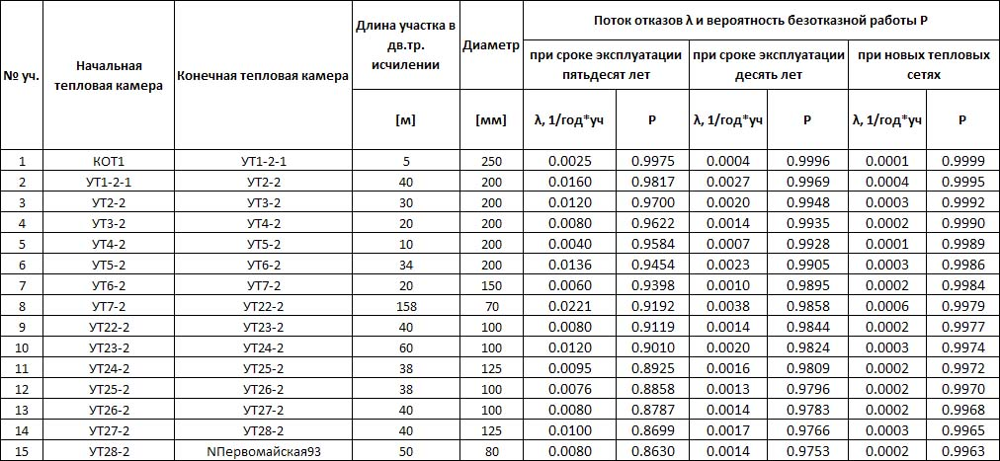 № уч. Начальная тепловая камера Конечная тепловая камера Длина участка в дв.тр. исчилении Диаметр Поток отказов λ и вероятность безотказной работы P
при сроке эксплуатации пятьдесят лет при сроке эксплуатации десять лет при новых тепловых сетях
[м] [мм] λ, 1/год*уч P λ, 1/год*уч P λ, 1/год*уч P
1 КОТ1 УТ1-2-1 5 250 0.0025 0.9975 0.0004 0.9996 0.0001 0.9999
2 УТ1-2-1 УТ2-2 40 200 0.0160 0.9817 0.0027 0.9969 0.0004 0.9995
3 УТ2-2 УТ3-2 30 200 0.0120 0.9700 0.0020 0.9948 0.0003 0.9992
4 УТ3-2 УТ4-2 20 200 0.0080 0.9622 0.0014 0.9935 0.0002 0.9990
5 УТ4-2 УТ5-2 10 200 0.0040 0.9584 0.0007 0.9928 0.0001 0.9989
6 УТ5-2 УТ6-2 34 200 0.0136 0.9454 0.0023 0.9905 0.0003 0.9986
7 УТ6-2 УТ7-2 20 150 0.0060 0.9398 0.0010 0.9895 0.0002 0.9984
8 УТ7-2 УТ22-2 158 70 0.0221 0.9192 0.0038 0.9858 0.0006 0.9979
9 УТ22-2 УТ23-2 40 100 0.0080 0.9119 0.0014 0.9844 0.0002 0.9977
10 УТ23-2 УТ24-2 60 100 0.0120 0.9010 0.0020 0.9824 0.0003 0.9974
11 УТ24-2 УТ25-2 38 125 0.0095 0.8925 0.0016 0.9809 0.0002 0.9972
12 УТ25-2 УТ26-2 38 100 0.0076 0.8858 0.0013 0.9796 0.0002 0.9970
13 УТ26-2 УТ27-2 40 100 0.0080 0.8787 0.0014 0.9783 0.0002 0.9968
14 УТ27-2 УТ28-2 40 125 0.0100 0.8699 0.0017 0.9766 0.0003 0.9965
15 УТ28-2 NПервомайская93 50 80 0.0080 0.8630 0.0014 0.9753 0.0002 0.9963